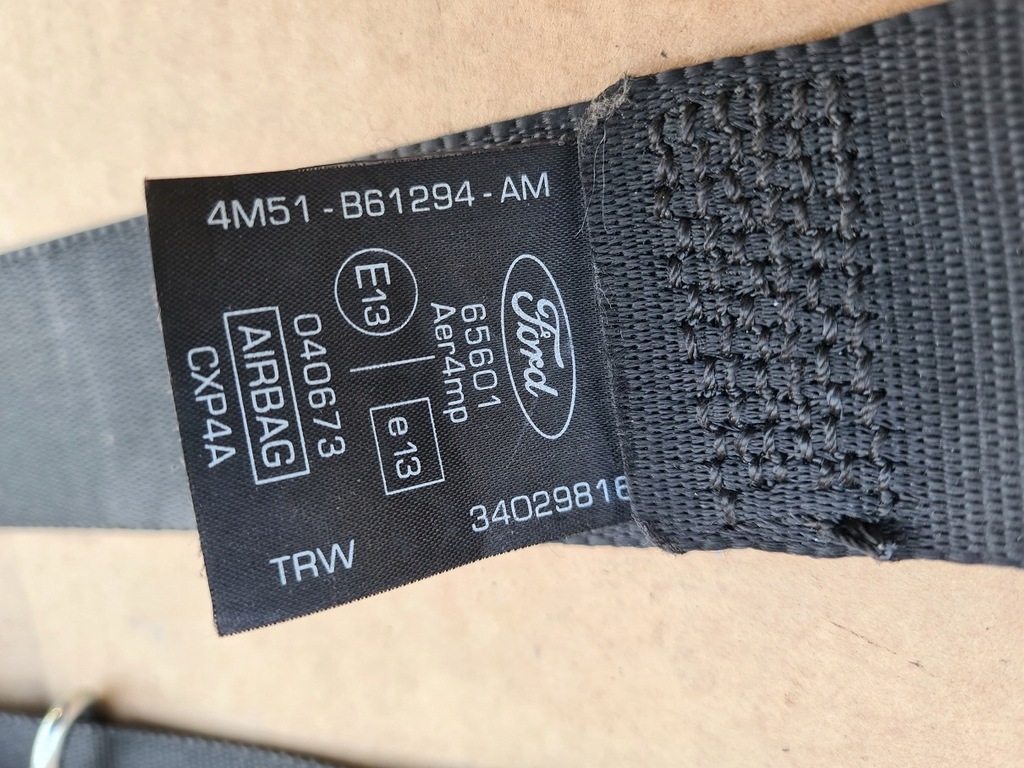 4M51-B61294-AM
Ford
65601
Aer4mp
E13
e13
040673
AIRBAG
CXP4A
34029816
TRW